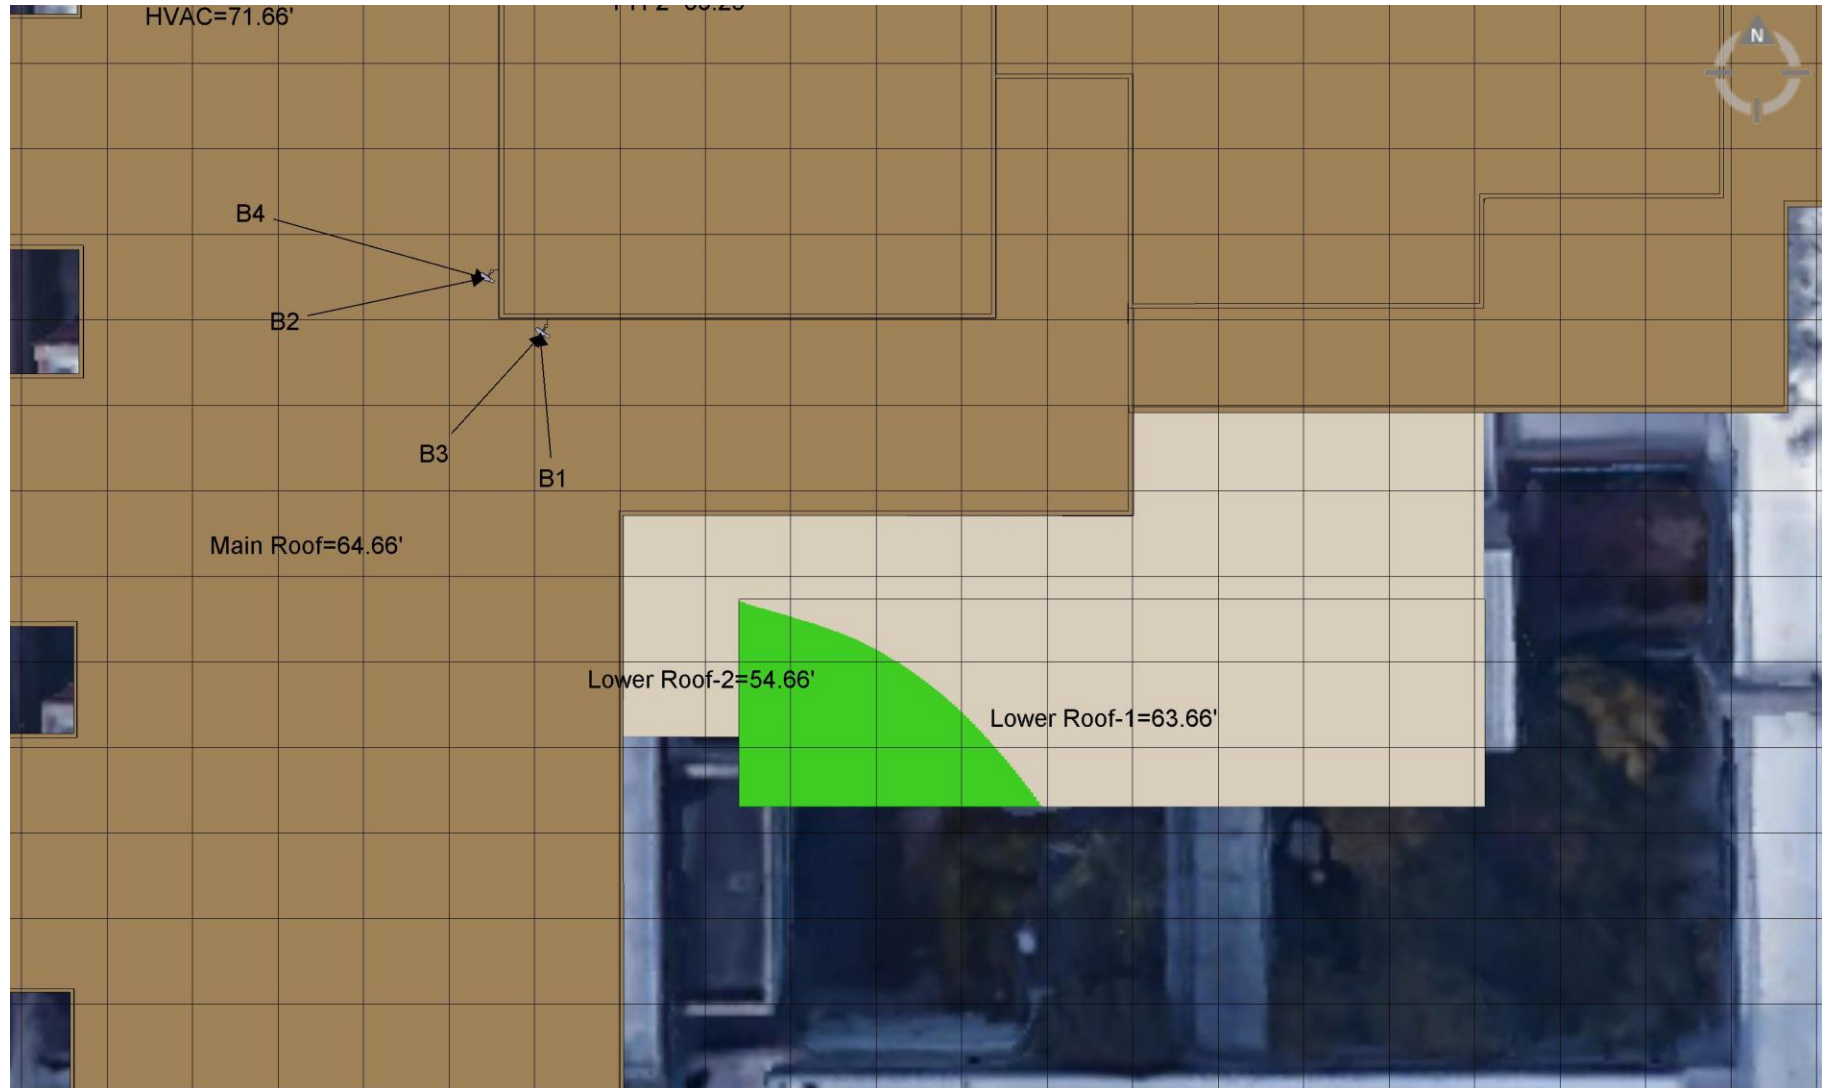 HVAC=71.66'
N
B4
B2
B3
B1
Main Roof=64.66'
Lower Roof-2=54.66'
Lower Roof-1=63.66'